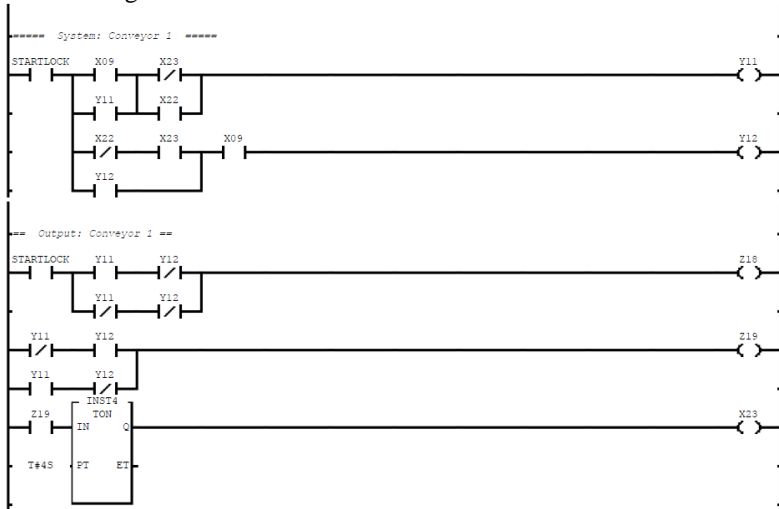 ===== System: Conveyor 1 =====
STARTLOCK X09 X23 Y11
Y11 X22
X22 X23 X09 Y12
Y12
== Output: Conveyor 1 ==
STARTLOCK Y11 Y12 Z18
Y11 Y12
Y11 Y12 Z19
Y11 Y12
INST4
Z19 TON X23
IN Q
T#4S PT ET